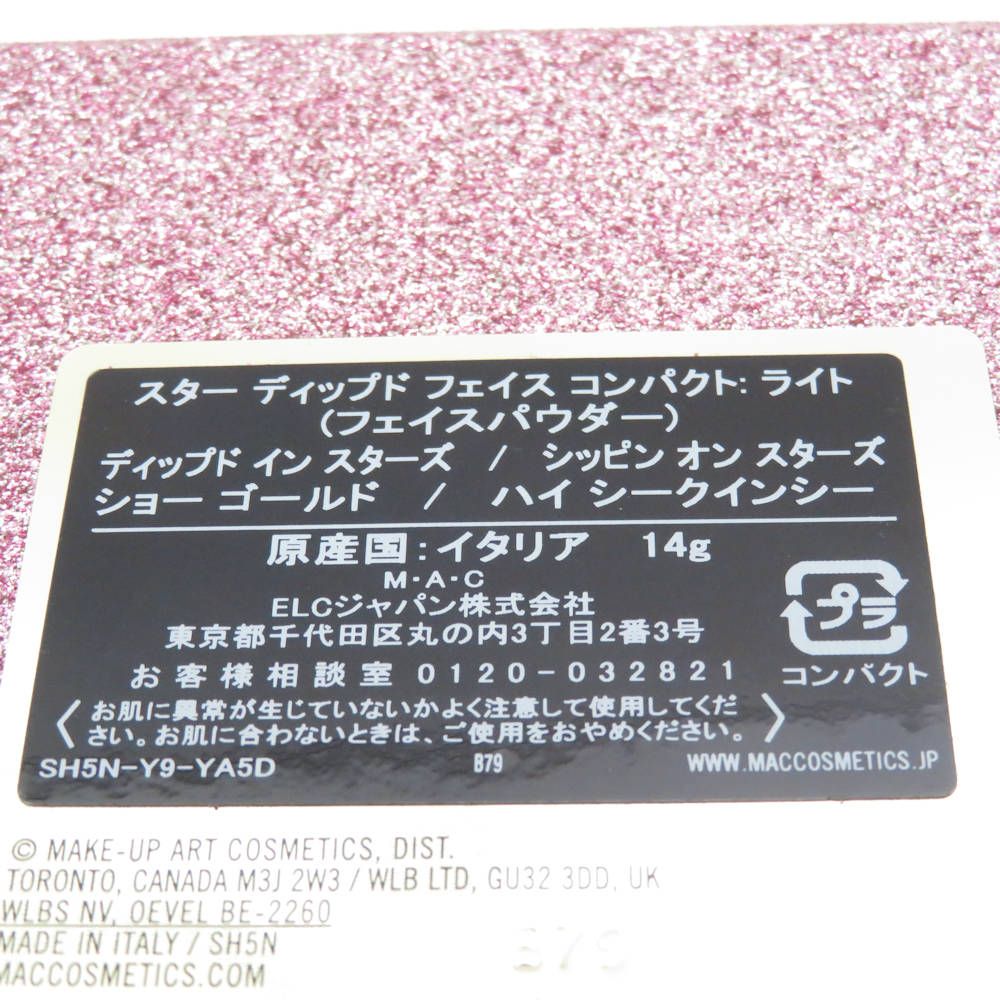 スター ディップド フェイス コンパクト: ライト
(フェイスパウダー)
ディップド イン スターズ / シッピン オン スターズ
ショー ゴールド / ハイ シークインシー
原産国:イタリア 14g
M・A・C
ELCジャパン株式会社
東京都千代田区丸の内3丁目2番3号
お客様相談室 0120-032821
プラ
コンパクト
〈お肌に異常が生じていないかよく注意して使用してくだ
さい。お肌に合わないときは、ご使用をおやめください。〉
SH5N-Y9-YA5D B79 WWW.MACCOSMETICS.JP
© MAKE-UP ART COSMETICS, DIST.
TORONTO, CANADA M3J 2W3 / WLB LTD, GU32 3DD, UK
WLBS NV, OEVEL BE-2260
MADE IN ITALY / SH5N
MACCOSMETICS.COM